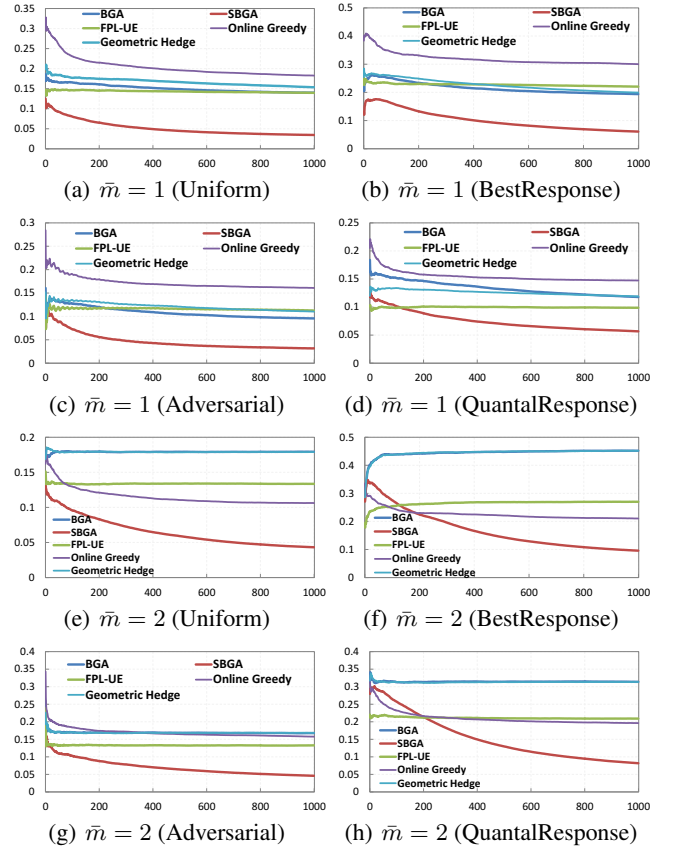 0.35
0.3
0.25
0.2
0.15
0.1
0.05
0
BGA
SBGA
FPL-UE
Online Greedy
Geometric Hedge
0 200 400 600 800 1000
(a) m̄ = 1 (Uniform)
0.5
0.4
0.3
0.2
0.1
0
BGA
SBGA
FPL-UE
Online Greedy
Geometric Hedge
0 200 400 600 800 1000
(b) m̄ = 1 (BestResponse)
0.3
0.25
0.2
0.15
0.1
0.05
0
BGA
SBGA
FPL-UE
Online Greedy
Geometric Hedge
0 200 400 600 800 1000
(c) m̄ = 1 (Adversarial)
0.25
0.2
0.15
0.1
0.05
0
BGA
SBGA
FPL-UE
Online Greedy
Geometric Hedge
0 200 400 600 800 1000
(d) m̄ = 1 (QuantalResponse)
0.2
0.15
0.1
0.05
0
BGA
SBGA
FPL-UE
Online Greedy
Geometric Hedge
0 200 400 600 800 1000
(e) m̄ = 2 (Uniform)
0.5
0.4
0.3
0.2
0.1
0
BGA
SBGA
FPL-UE
Online Greedy
Geometric Hedge
0 200 400 600 800 1000
(f) m̄ = 2 (BestResponse)
0.4
0.35
0.3
0.25
0.2
0.15
0.1
0.05
0
BGA
SBGA
FPL-UE
Online Greedy
Geometric Hedge
0 200 400 600 800 1000
(g) m̄ = 2 (Adversarial)
0.4
0.35
0.3
0.25
0.2
0.15
0.1
0.05
0
BGA
SBGA
FPL-UE
Online Greedy
Geometric Hedge
0 200 400 600 800 1000
(h) m̄ = 2 (QuantalResponse)